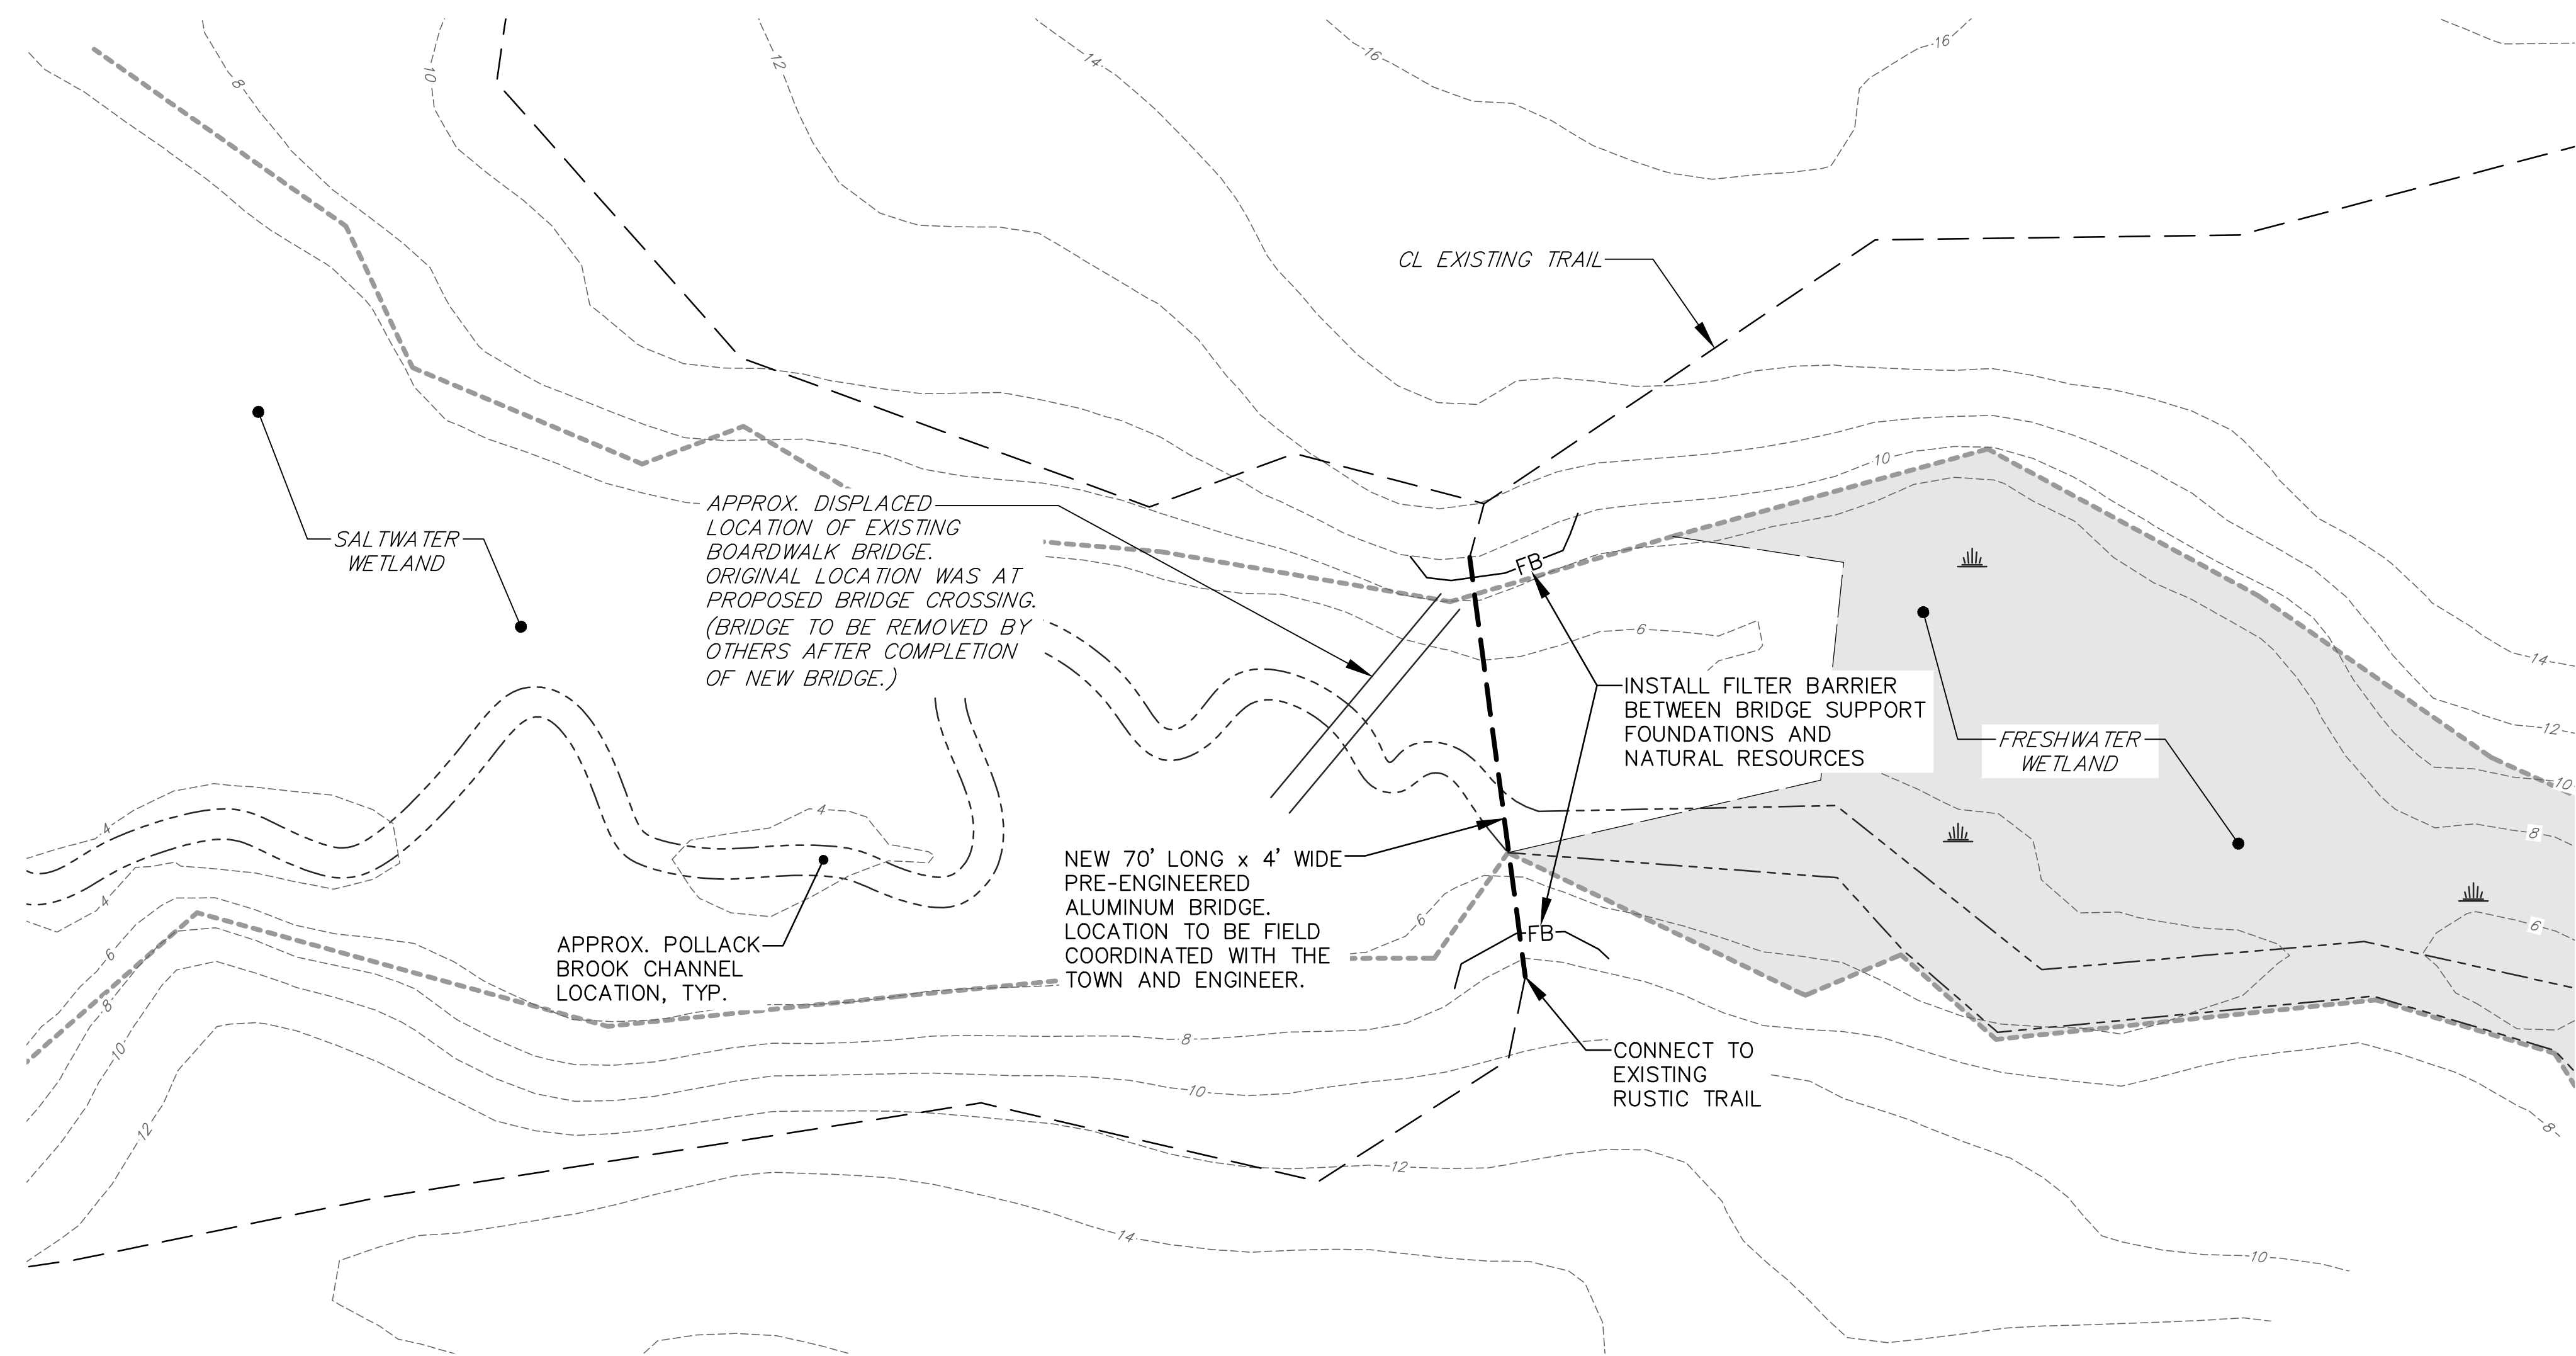 16
16
8
10
12
14
CL EXISTING TRAIL
10
APPROX. DISPLACED
LOCATION OF EXISTING
BOARDWALK BRIDGE.
ORIGINAL LOCATION WAS AT
PROPOSED BRIDGE CROSSING.
(BRIDGE TO BE REMOVED BY
OTHERS AFTER COMPLETION
OF NEW BRIDGE.)
SALTWATER
WETLAND
FB
6
INSTALL FILTER BARRIER
BETWEEN BRIDGE SUPPORT
FOUNDATIONS AND
NATURAL RESOURCES
FRESHWATER
WETLAND
14
12
10
8
6
4
4
4
NEW 70' LONG x 4' WIDE
PRE-ENGINEERED
ALUMINUM BRIDGE.
LOCATION TO BE FIELD
COORDINATED WITH THE
TOWN AND ENGINEER.
6
FB
APPROX. POLLACK
BROOK CHANNEL
LOCATION, TYP.
6
8
10
12
8
10
CONNECT TO
EXISTING
RUSTIC TRAIL
8
12
14
10